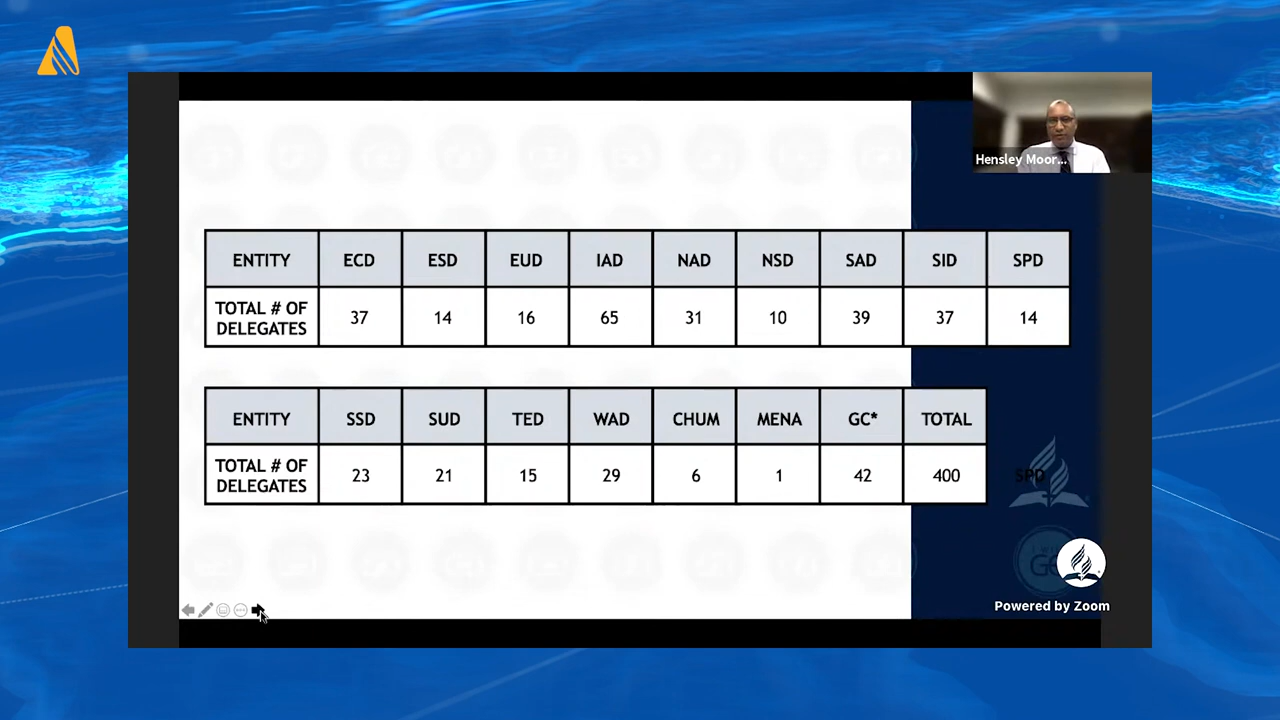 Hensley Moor...
ENTITY ECD ESD EUD IAD NAD NSD SAD SID SPD
TOTAL # OF
DELEGATES 37 14 16 65 31 10 39 37 14
ENTITY SSD SUD TED WAD CHUM MENA GC* TOTAL
TOTAL # OF
DELEGATES 23 21 15 29 6 1 42 400
SPD
Powered by Zoom